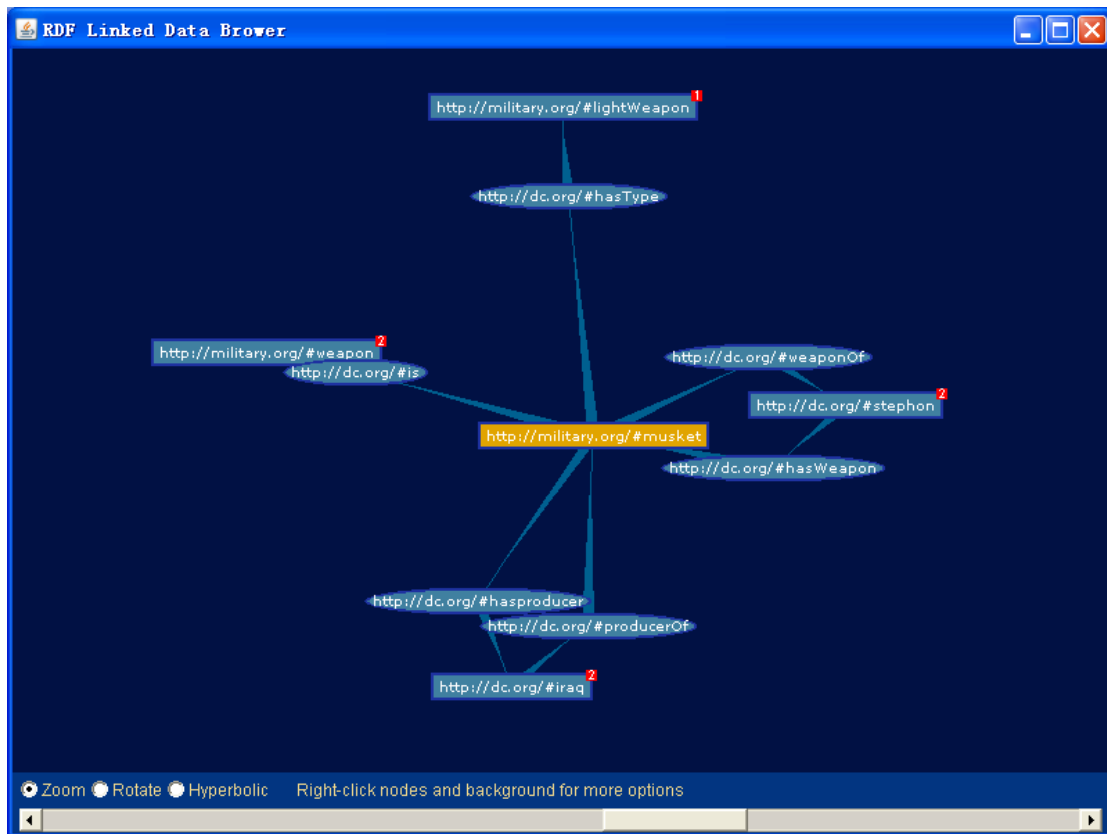 RDF Linked Data Brower
1
http://military.org/#lightWeapon
http://dc.org/#hasType
2
http://military.org/#weapon
http://dc.org/#is
http://dc.org/#weaponOf
2
http://dc.org/#stephon
http://military.org/#musket
http://dc.org/#hasWeapon
http://dc.org/#hasproducer
http://dc.org/#producerOf
2
http://dc.org/#iraq
Zoom Rotate Hyperbolic Right-click nodes and background for more options